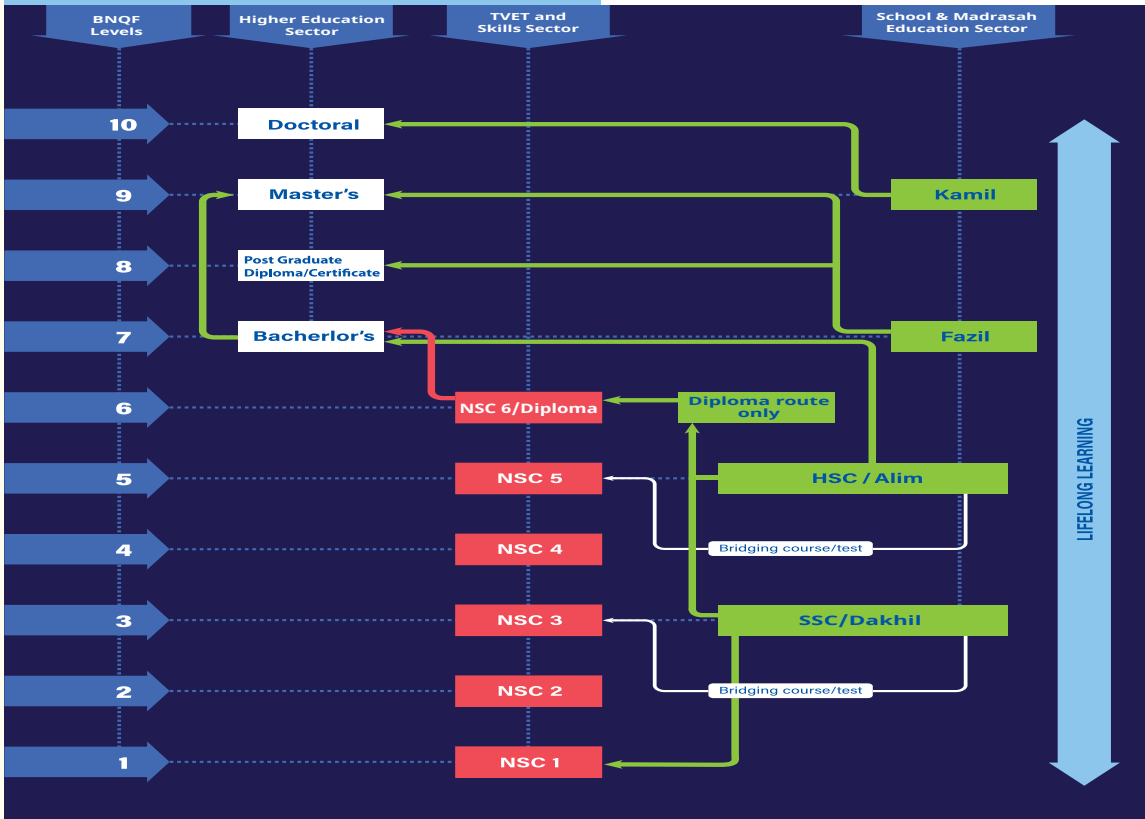 BNQF
Levels
Higher Education
Sector
TVET and
Skills Sector
School & Madrasah
Education Sector
10
Doctoral
9
Master's
Kamil
8
Post Graduate
Diploma/Certificate
7
Bacherlor's
Fazil
6
NSC 6/Diploma
Diploma route
only
5
NSC 5
HSC / Alim
4
NSC 4
Bridging course/test
3
NSC 3
SSC/Dakhil
2
NSC 2
Bridging course/test
1
NSC 1
LIFELONG LEARNING